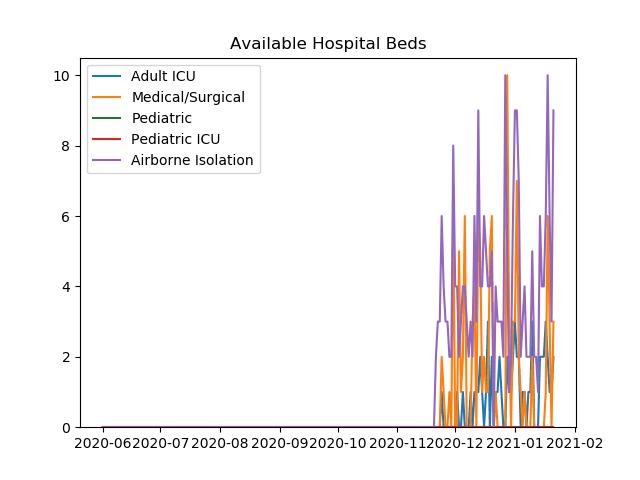 Available Hospital Beds
10
8
6
4
2
0
Adult ICU
Medical/Surgical
Pediatric
Pediatric ICU
Airborne Isolation
2020-06 2020-07 2020-08 2020-09 2020-10 2020-11 2020-12 2021-01 2021-02